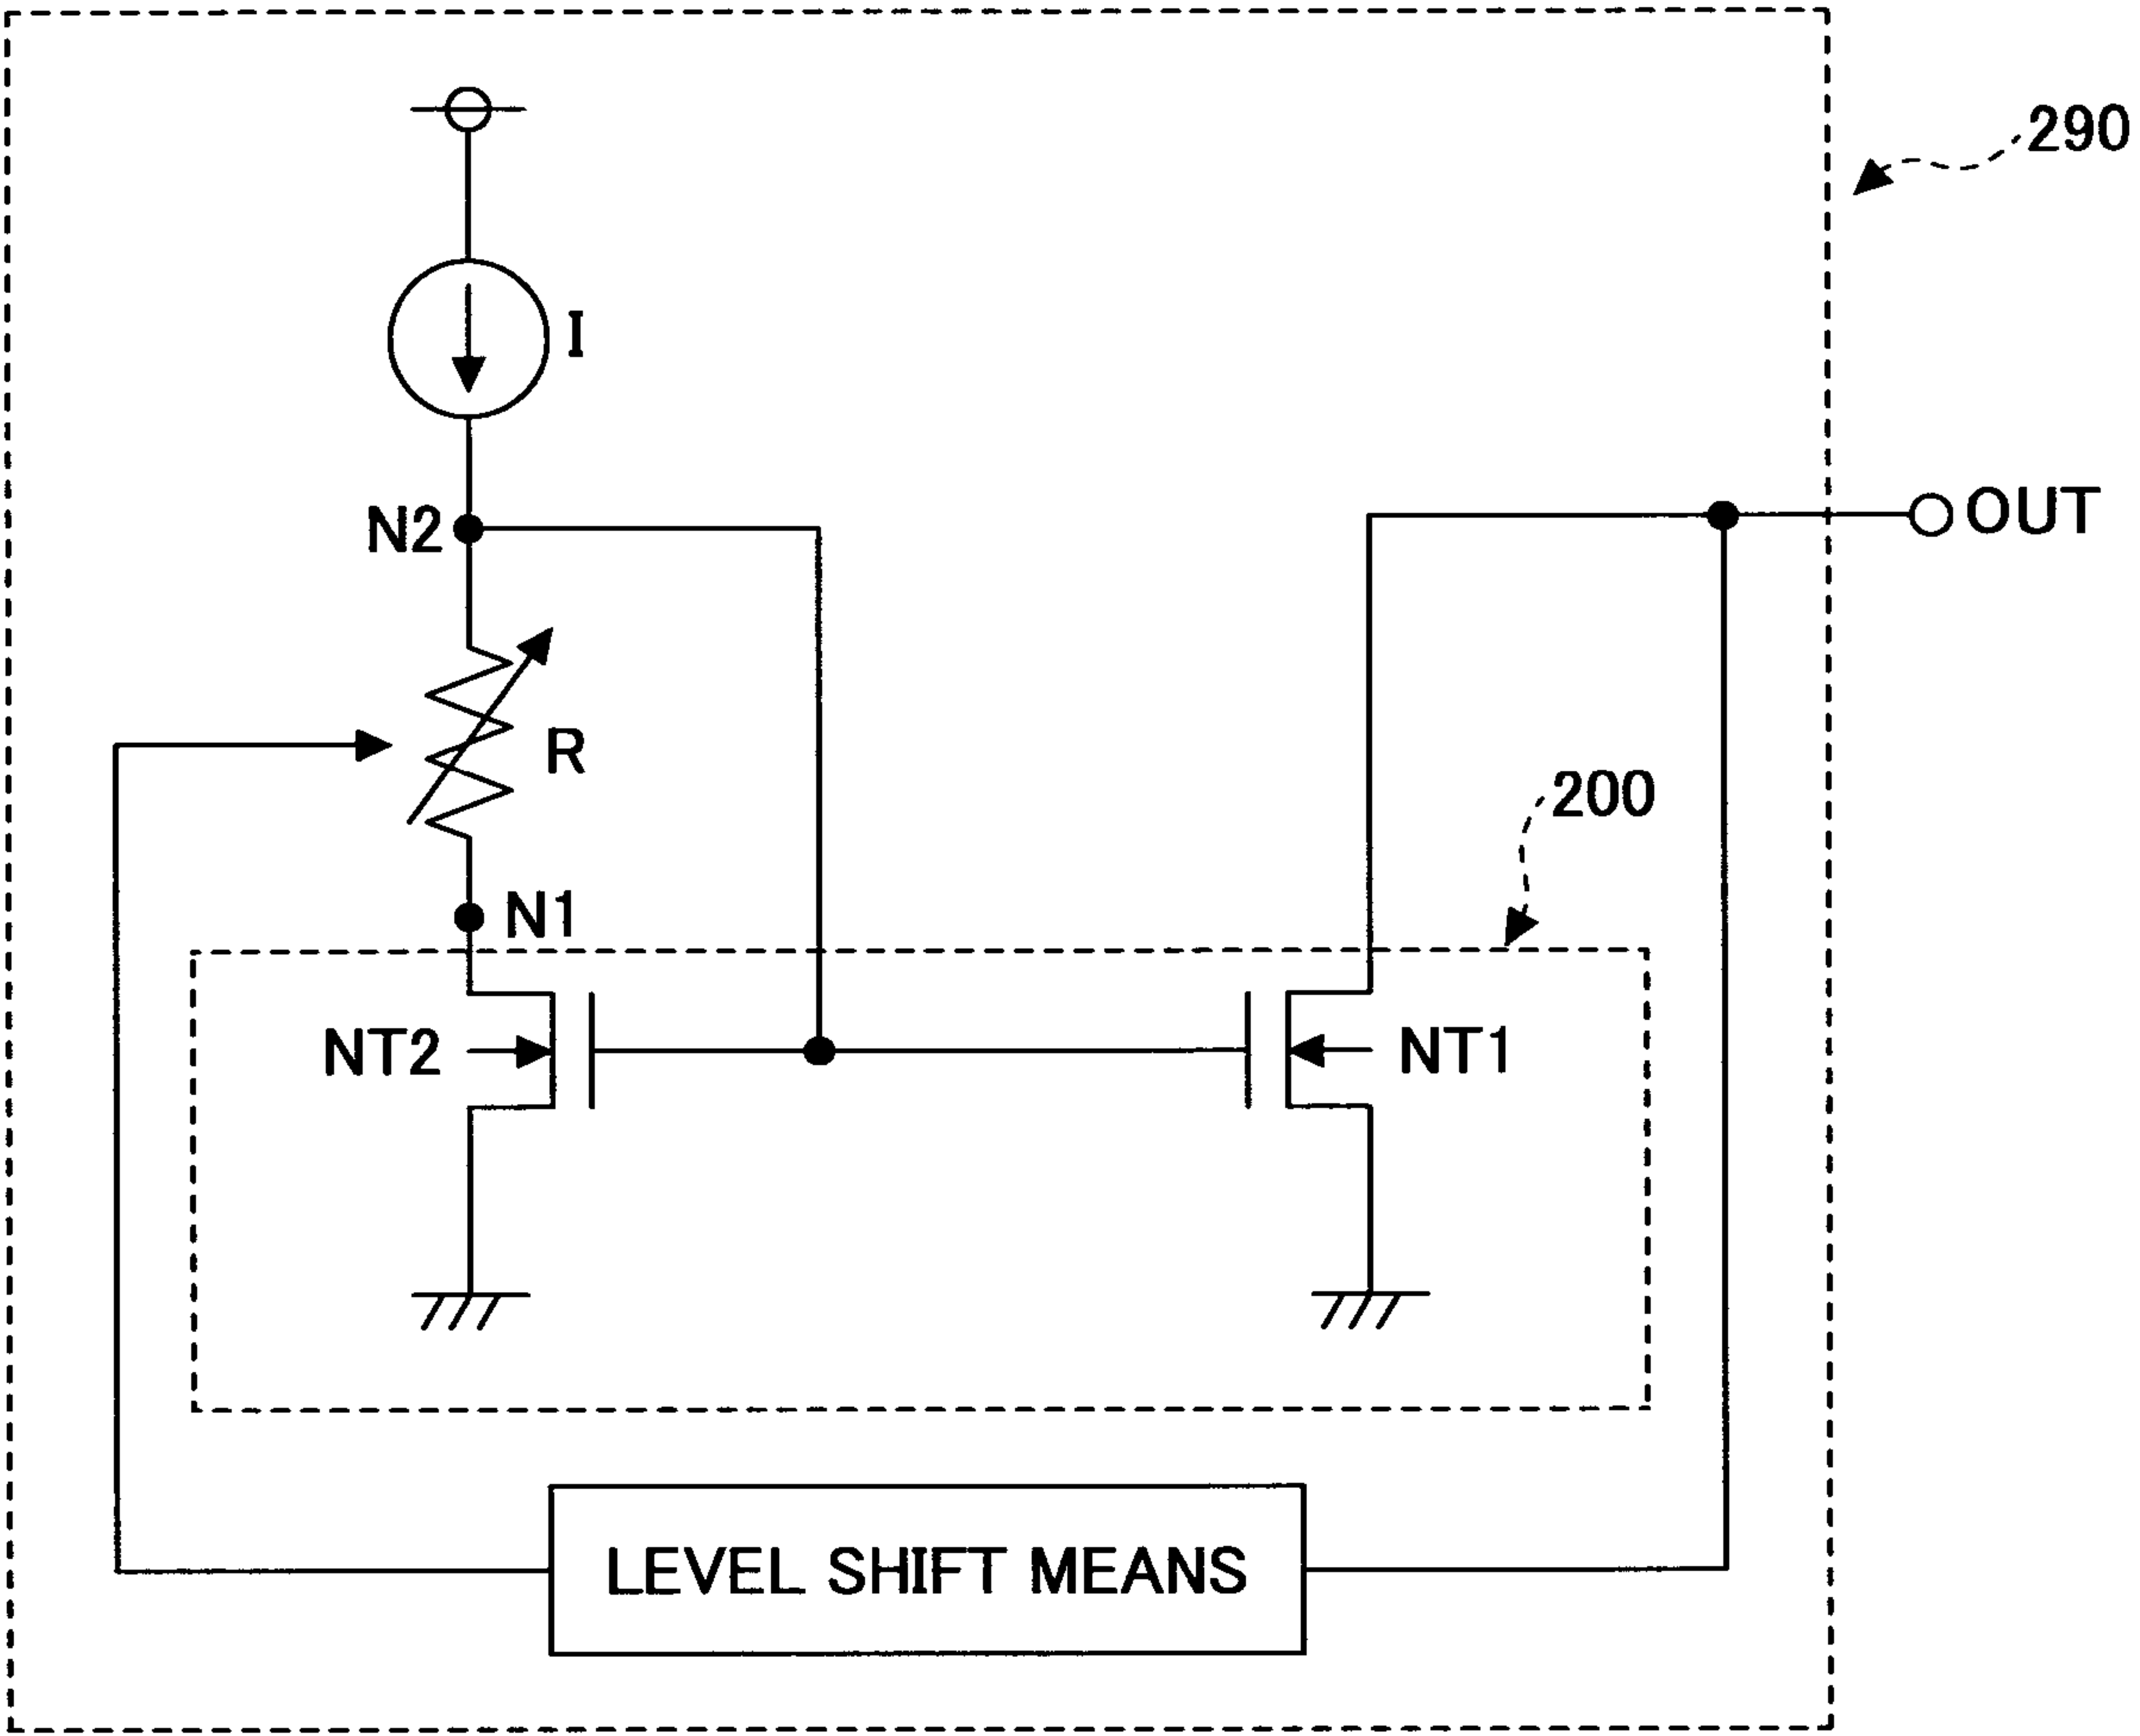 290
I
N2
OUT
R
200
N1
NT2
NT1
LEVEL SHIFT MEANS